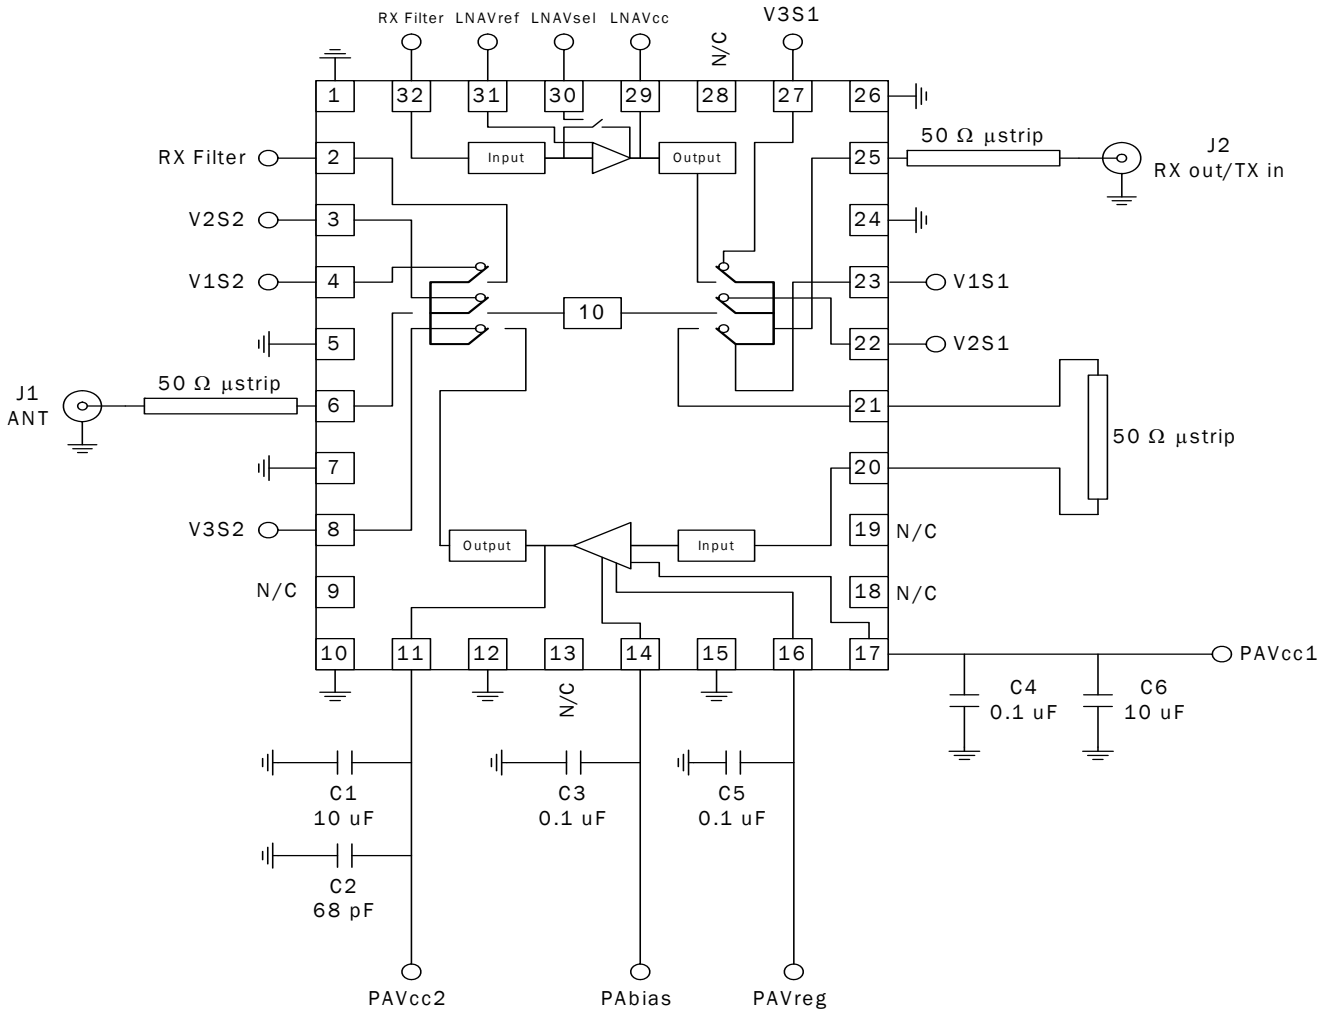 RX Filter LNAVref LNAVsel LNAVcc
N/C
V3S1
1
32
31
30
29
28
27
26
RX Filter
2
Input
Output
25
50 Ω µstrip
J2
RX out/TX in
V2S2
3
24
V1S2
4
23
V1S1
10
5
22
V2S1
J1
ANT
50 Ω µstrip
6
21
50 Ω µstrip
7
20
V3S2
8
Output
Input
19
N/C
N/C
9
18
N/C
10
11
12
13
14
15
16
17
PAVcc1
N/C
C4
0.1 uF
C6
10 uF
C1
10 uF
C3
0.1 uF
C5
0.1 uF
C2
68 pF
PAVcc2
PAbias
PAVreg